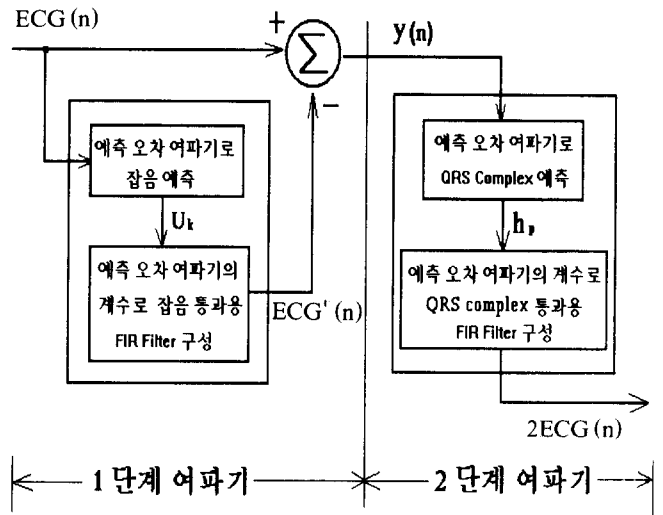 ECG (n)
+
Σ
y(n)
−
예측 오차 여파기로
잡음 예측
U_k
예측 오차 여파기의
계수로 잡음 통과용
FIR Filter 구성
ECG' (n)
예측 오차 여파기로
QRS Complex 예측
h_p
예측 오차 여파기의 계수로
QRS complex 통과용
FIR Filter 구성
2ECG (n)
1 단계 여파기
2 단계 여파기